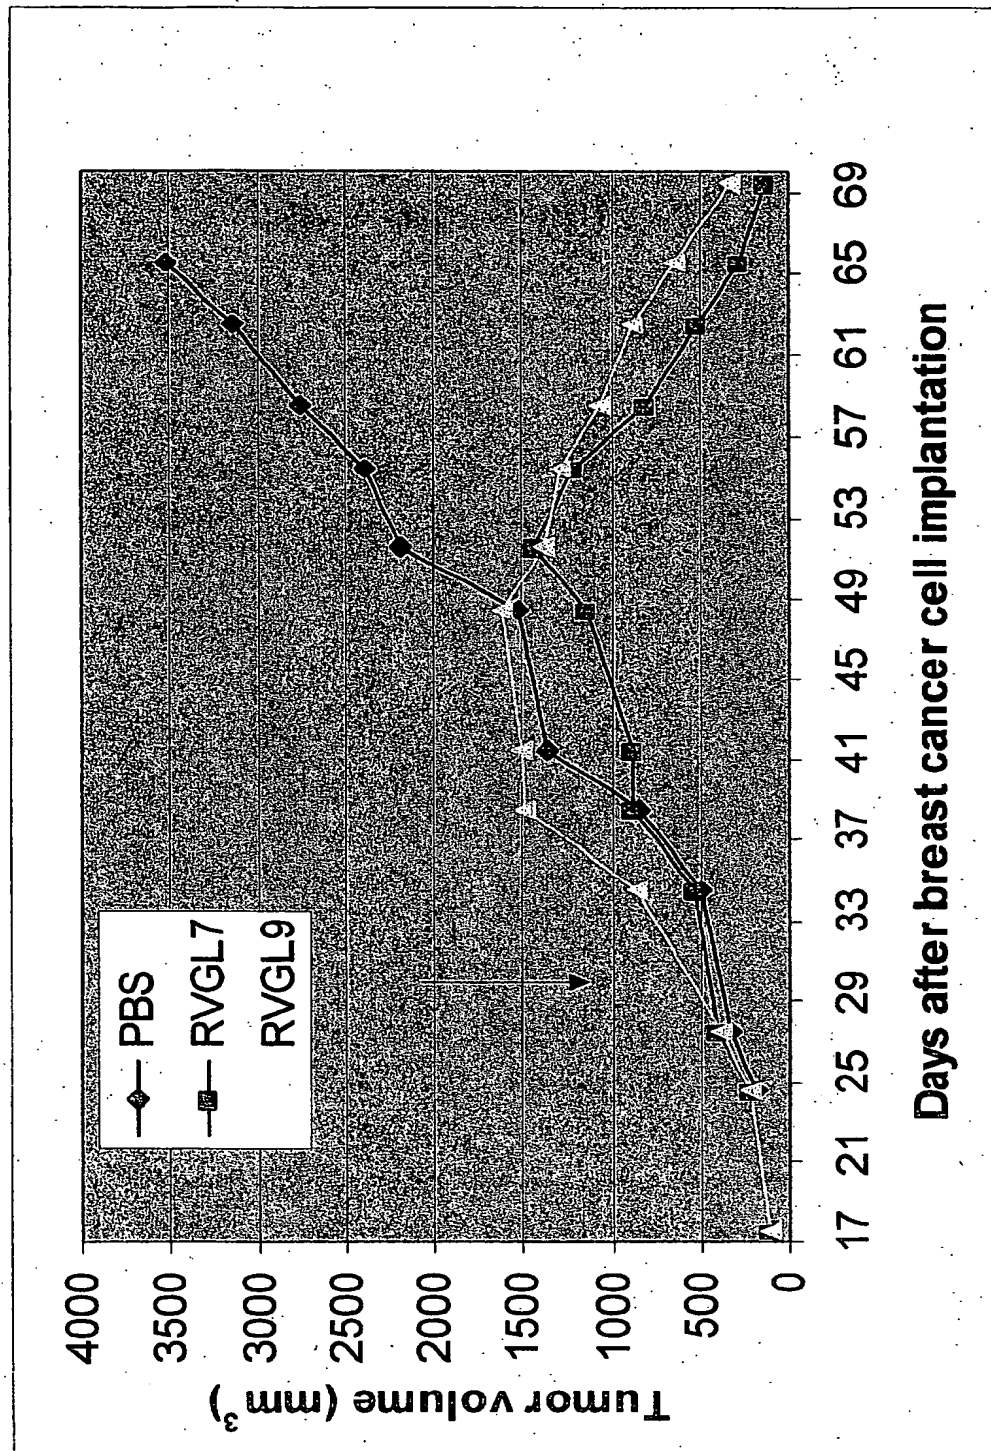 4000
3500
3000
2500
2000
1500
1000
500
0
Tumor volume (mm³)
PBS
RVGL7
RVGL9
17 21 25 29 33 37 41 45 49 53 57 61 65 69
Days after breast cancer cell implantation